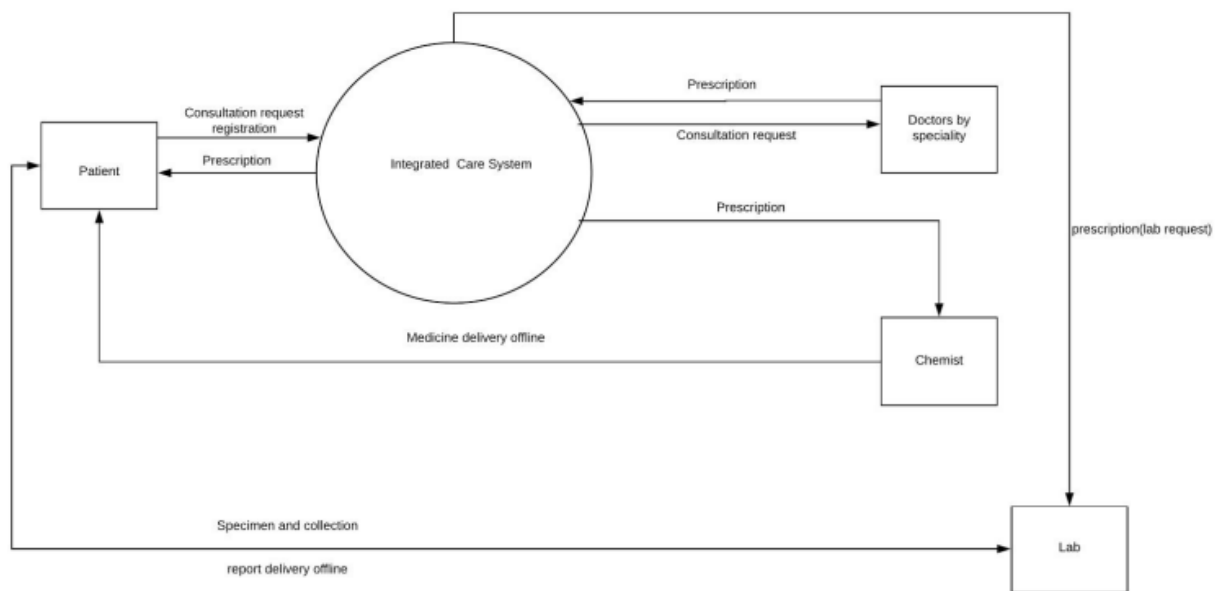 Prescription
Consultation request
registration
Doctors by
speciality
Consultation request
Prescription
Patient
Integrated  Care System
Prescription
prescription(lab request)
Medicine delivery offline
Chemist
Specimen and collection
Lab
report delivery offline